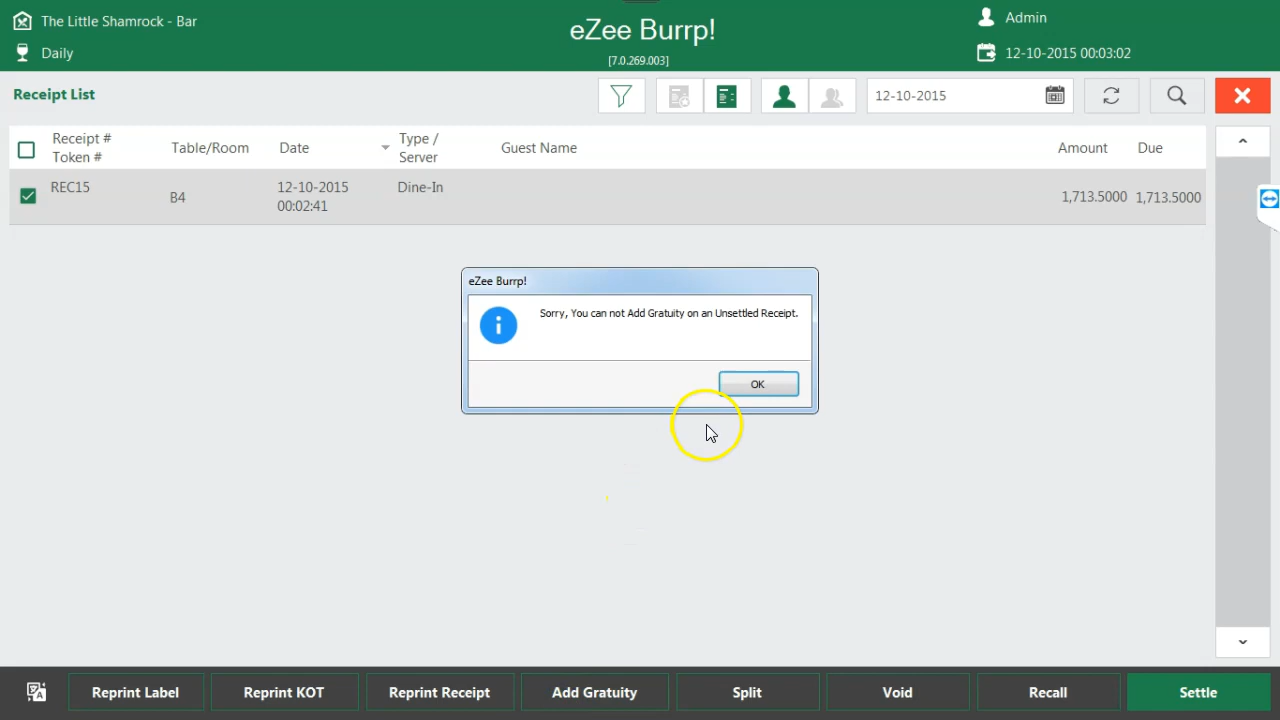 The Little Shamrock - Bar
Daily
eZee Burrp!
[7.0.269.003]
Admin
12-10-2015 00:03:02
Receipt List
12-10-2015
Receipt #
Token #
Table/Room
Date
Type /
Server
Guest Name
Amount
Due
REC15
B4
12-10-2015
00:02:41
Dine-In
1,713.5000
1,713.5000
eZee Burrp!
Sorry, You can not Add Gratuity on an Unsettled Receipt.
OK
Reprint Label
Reprint KOT
Reprint Receipt
Add Gratuity
Split
Void
Recall
Settle